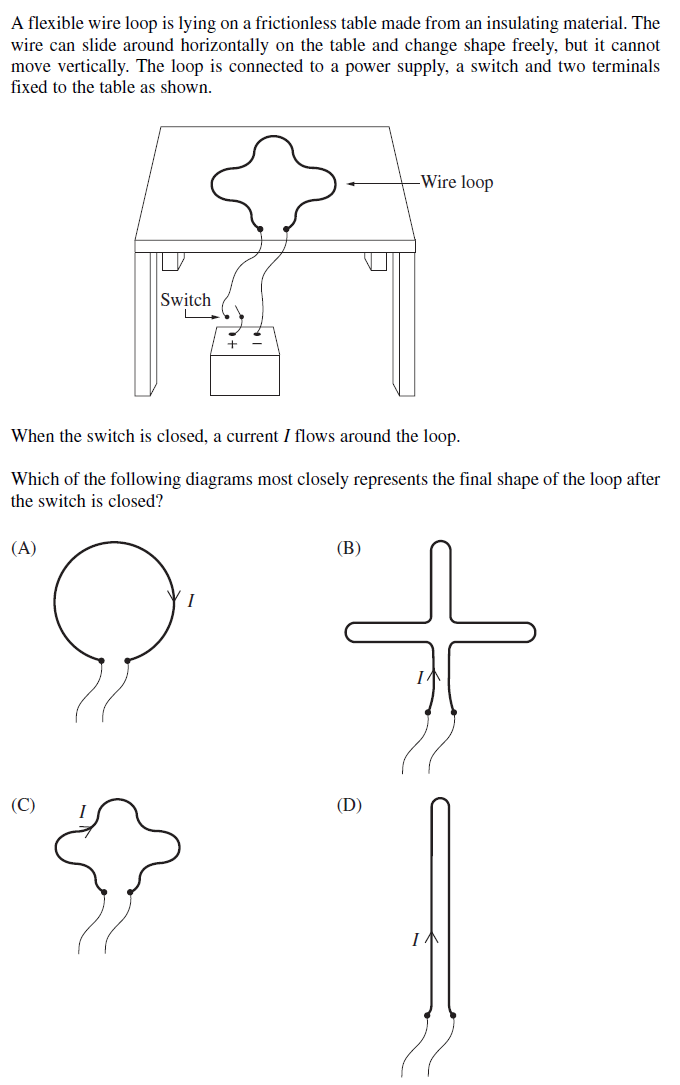 A flexible wire loop is lying on a frictionless table made from an insulating material. The
wire can slide around horizontally on the table and change shape freely, but it cannot
move vertically. The loop is connected to a power supply, a switch and two terminals
fixed to the table as shown.
Wire loop
Switch
+ −
When the switch is closed, a current I flows around the loop.
Which of the following diagrams most closely represents the final shape of the loop after
the switch is closed?
(A)
I
(B)
I
(C)
I
(D)
I